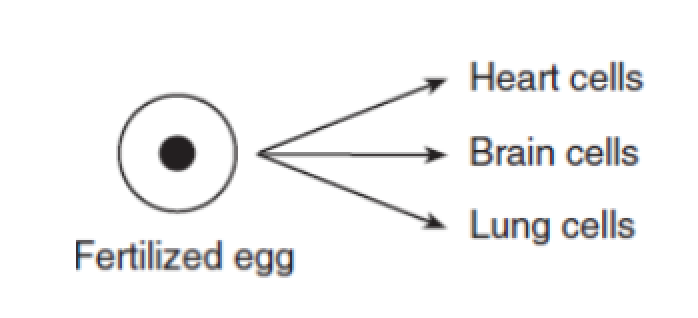 Heart cells
Brain cells
Lung cells
Fertilized egg